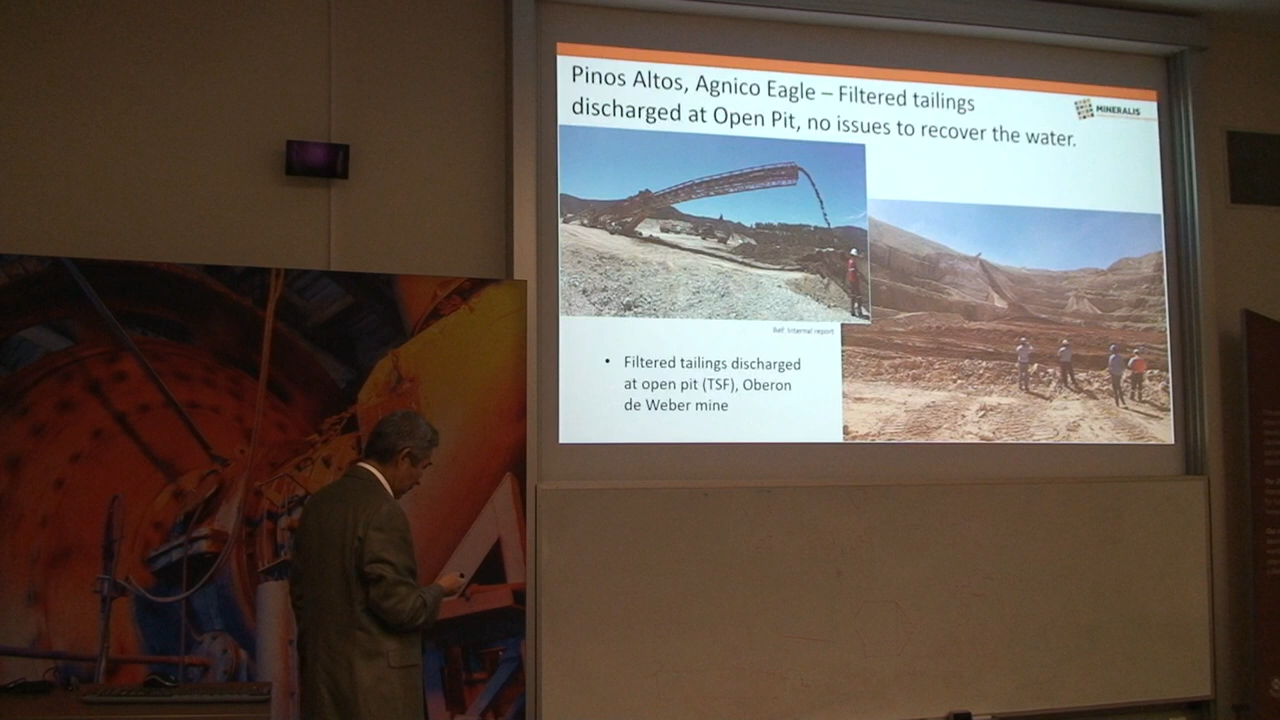 Pinos Altos, Agnico Eagle – Filtered tailings
discharged at Open Pit, no issues to recover the water.
MINERALIS
Ref: Internal report
• Filtered tailings discharged
at open pit (TSF), Oberon
de Weber mine